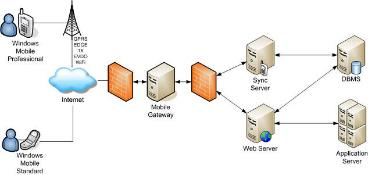 GPRS
EDGE
1X
EVDO
WiFi
Windows
Mobile
Professional
Internet
Mobile
Gateway
Sync
Server
DBMS
Web Server
Application
Server
Windows
Mobile
Standard